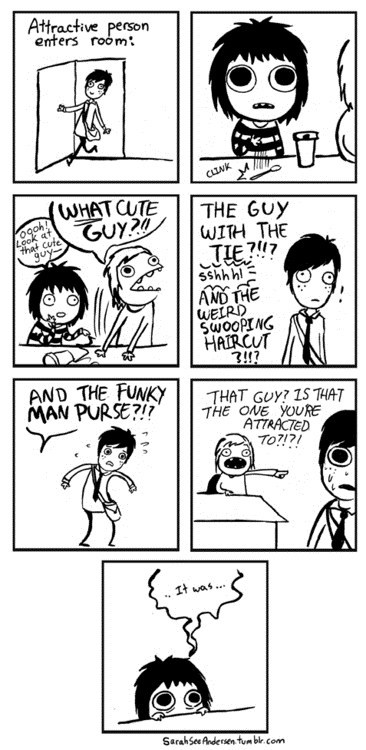 Attractive person
enters room:
CLINK
oooh!
Look at
that cute
guy
WHAT CUTE
GUY?!!
THE GUY
WITH THE
TIE?!!?
sshhh!
AND THE
WEIRD
SWOOPING
HAIRCUT
?!!?
!
AND THE FUNKY
MAN PURSE?!?
THAT GUY? IS THAT
THE ONE YOU'RE
ATTRACTED
TO?!?!
.. It was ...
SarahSeeAndersen.tumblr.com